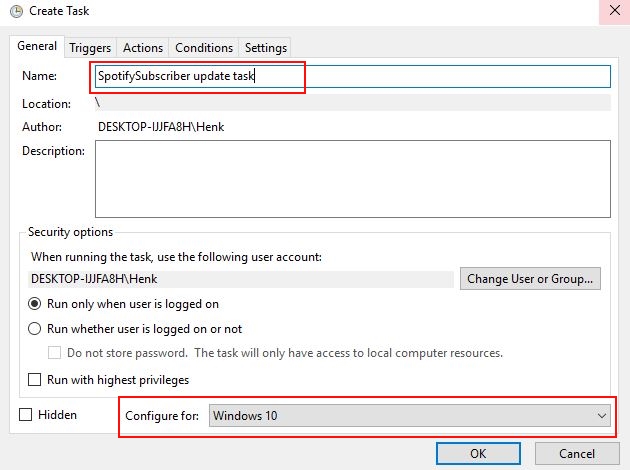 Create Task
General Triggers Actions Conditions Settings
Name: SpotifySubscriber update task
Location: \
Author: DESKTOP-IJJFA8H\Henk
Description:
Security options
When running the task, use the following user account:
DESKTOP-IJJFA8H\Henk Change User or Group...
Run only when user is logged on
Run whether user is logged on or not
Do not store password. The task will only have access to local computer resources.
Run with highest privileges
Hidden Configure for: Windows 10
OK Cancel